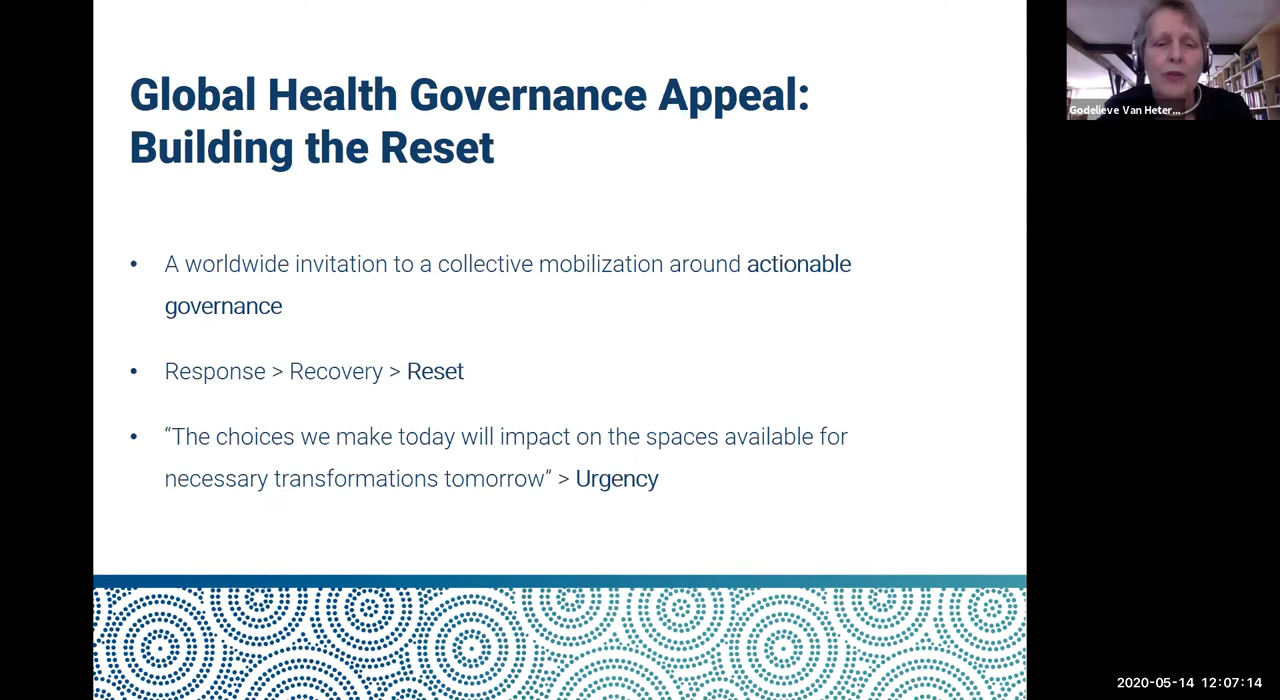 Global Health Governance Appeal:
Building the Reset
• A worldwide invitation to a collective mobilization around actionable
governance
• Response > Recovery > Reset
• “The choices we make today will impact on the spaces available for
necessary transformations tomorrow” > Urgency
Godelieve Van Heter...
2020-05-14 12:07:14